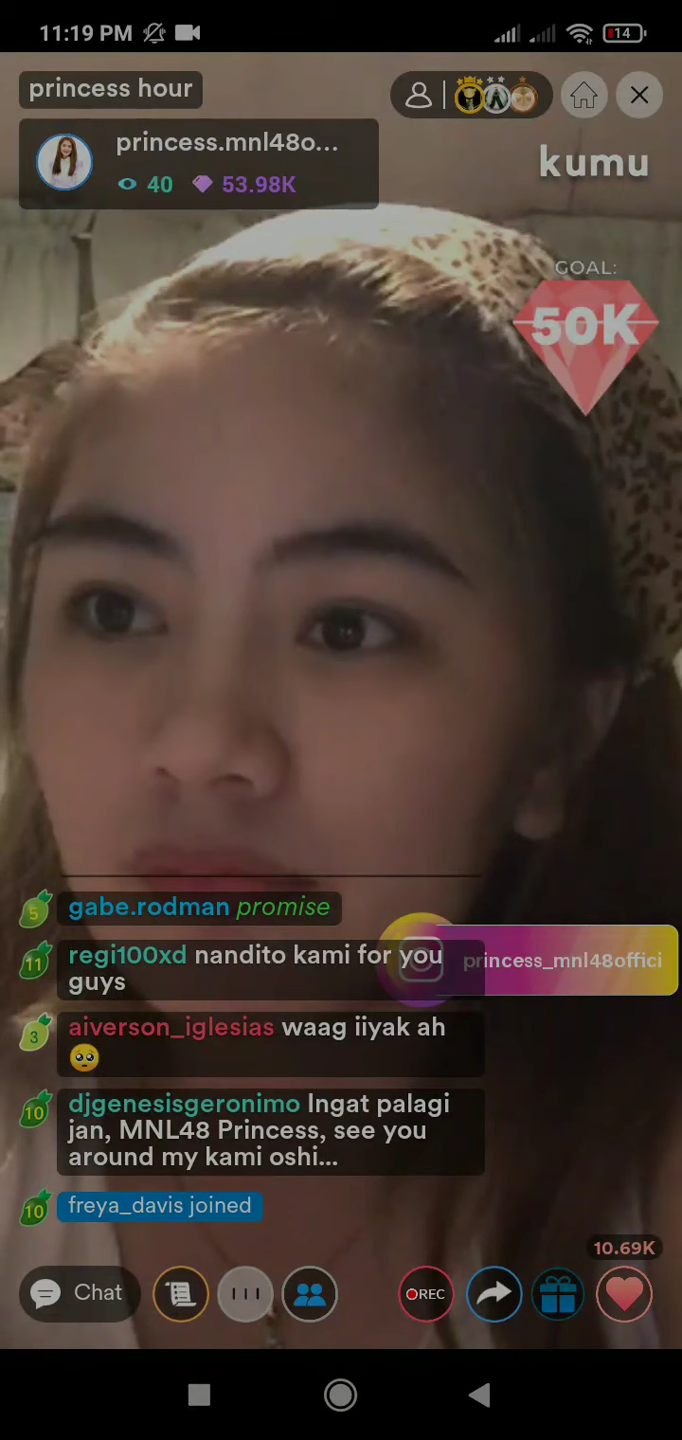 11:19 PM
14
princess hour
princess.mnl48o...
40 53.98K
kumu
GOAL:
50K
5 gabe.rodman promise
11 regi100xd nandito kami for you
guys
princess_mnl48offici
3 aiverson_iglesias waag iiyak ah
🥺
10 djgenesisgeronimo Ingat palagi
jan, MNL48 Princess, see you
around my kami oshi...
10 freya_davis joined
10.69K
Chat
REC